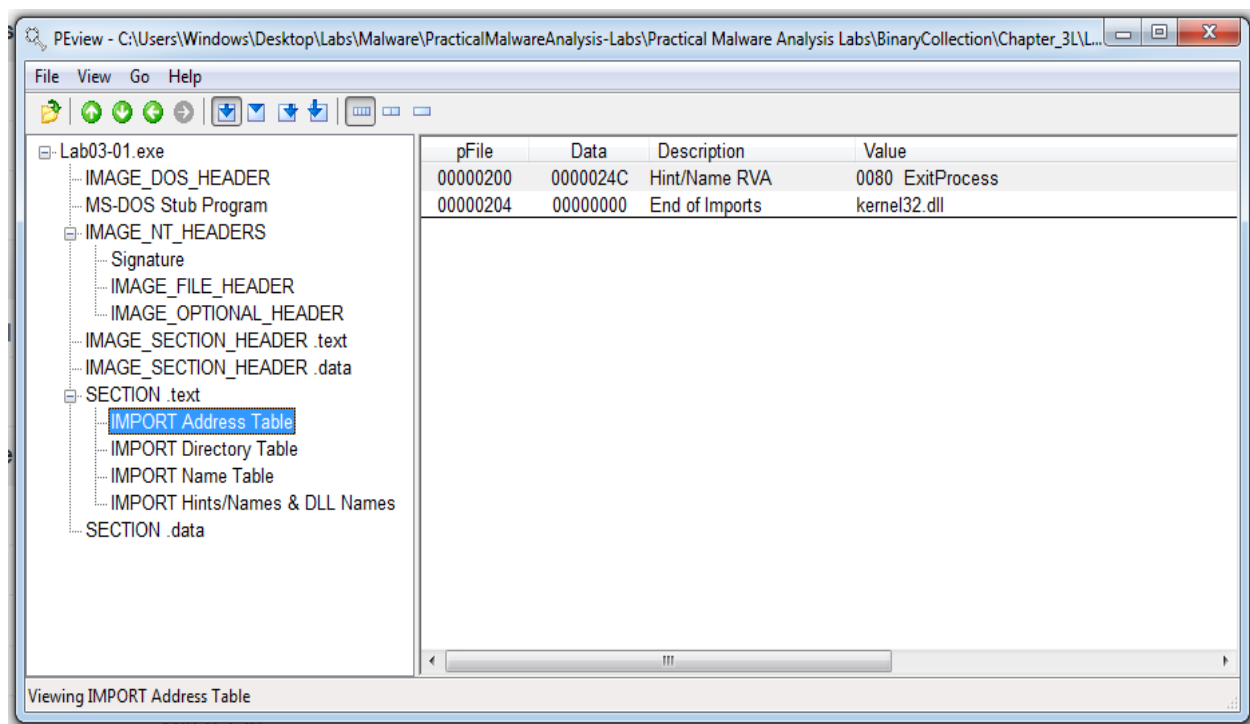 PEview - C:\Users\Windows\Desktop\Labs\Malware\PracticalMalwareAnalysis-Labs\Practical Malware Analysis Labs\BinaryCollection\Chapter_3L\L...
File View Go Help
Lab03-01.exe
IMAGE_DOS_HEADER
MS-DOS Stub Program
IMAGE_NT_HEADERS
Signature
IMAGE_FILE_HEADER
IMAGE_OPTIONAL_HEADER
IMAGE_SECTION_HEADER .text
IMAGE_SECTION_HEADER .data
SECTION .text
IMPORT Address Table
IMPORT Directory Table
IMPORT Name Table
IMPORT Hints/Names & DLL Names
SECTION .data
pFile Data Description Value
00000200 0000024C Hint/Name RVA 0080 ExitProcess
00000204 00000000 End of Imports kernel32.dll
Viewing IMPORT Address Table